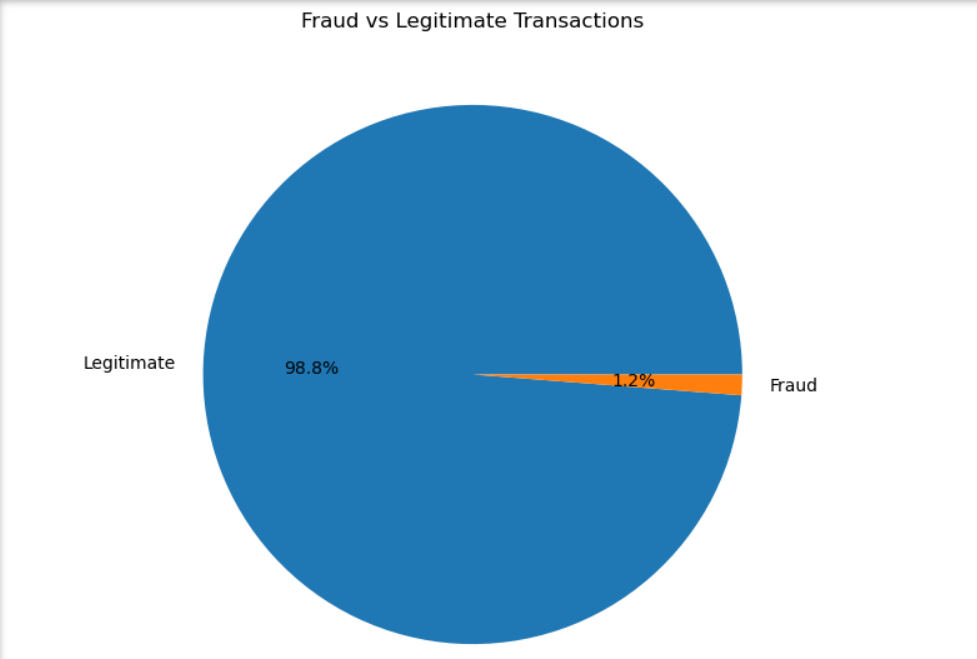 Fraud vs Legitimate Transactions
Legitimate
98.8%
1.2%
Fraud